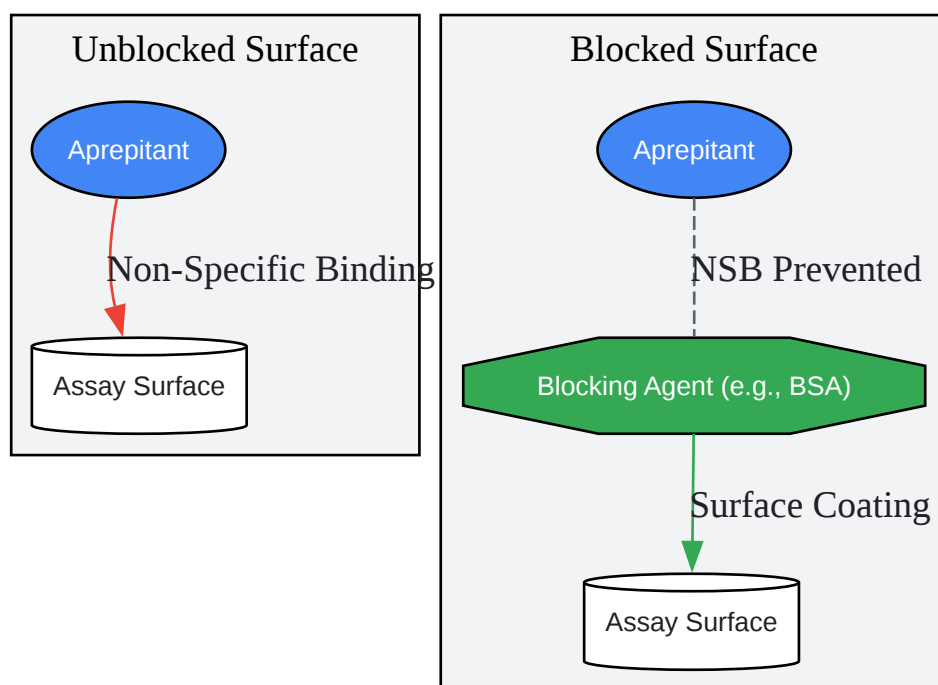 Unblocked Surface
Aprepitant
Non-Specific Binding
Assay Surface
Blocked Surface
Aprepitant
NSB Prevented
Blocking Agent (e.g., BSA)
Surface Coating
Assay Surface